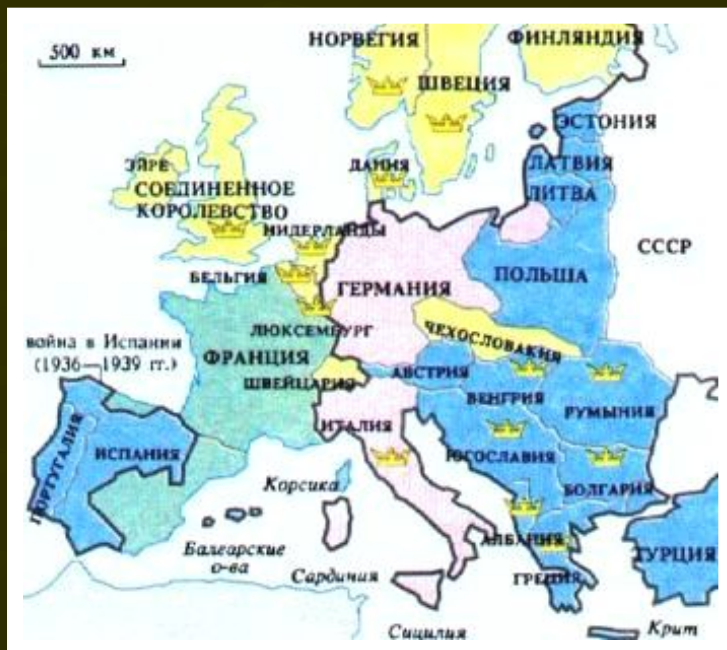 500 км
НОРВЕГИЯ
ФИНЛЯНДИЯ
ШВЕЦИЯ
ЭСТОНИЯ
ЭЙРЕ
ДАНИЯ
ЛАТВИЯ
СОЕДИНЕННОЕ
КОРОЛЕВСТВО
ЛИТВА
НИДЕРЛАНДЫ
СССР
БЕЛЬГИЯ
ГЕРМАНИЯ
ПОЛЬША
ЛЮКСЕМБУРГ
ЧЕХОСЛОВАКИЯ
война в Испании
(1936—1939 гг.)
ФРАНЦИЯ
ШВЕЙЦАРИЯ
АВСТРИЯ
ВЕНГРИЯ
РУМЫНИЯ
ИТАЛИЯ
ПОРТУГАЛИЯ
ИСПАНИЯ
ЮГОСЛАВИЯ
Корсика
БОЛГАРИЯ
Балеарские
о-ва
АЛБАНИЯ
ТУРЦИЯ
Сардиния
ГРЕЦИЯ
Сицилия
Крит